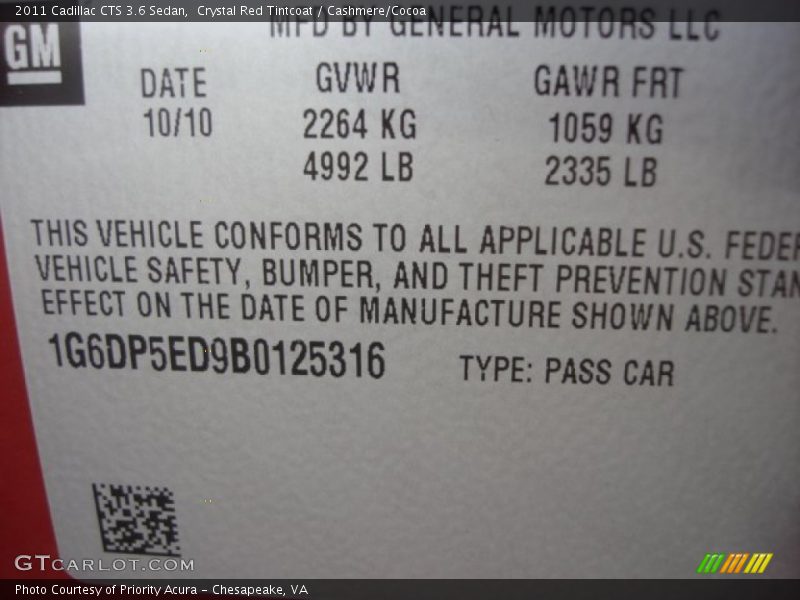 2011 Cadillac CTS 3.6 Sedan,  Crystal Red Tintcoat / Cashmere/Cocoa
MFD BY GENERAL MOTORS LLC
GM
DATE GVWR GAWR FRT
10/10 2264 KG 1059 KG
4992 LB 2335 LB
THIS VEHICLE CONFORMS TO ALL APPLICABLE U.S. FEDER
VEHICLE SAFETY, BUMPER, AND THEFT PREVENTION STAN
EFFECT ON THE DATE OF MANUFACTURE SHOWN ABOVE.
1G6DP5ED9B0125316 TYPE: PASS CAR
GTCARLOT.COM
Photo Courtesy of Priority Acura – Chesapeake, VA